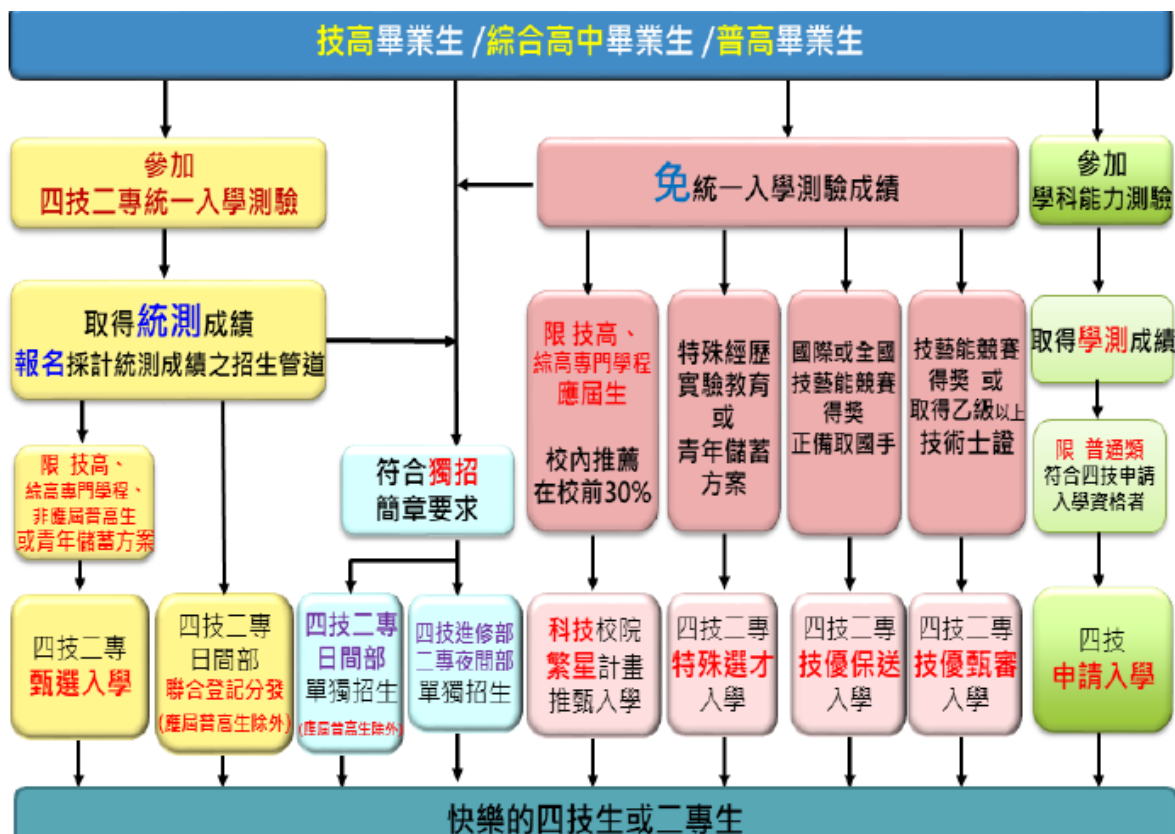 技高畢業生 /綜合高中畢業生 /普高畢業生
參加
四技二專統一入學測驗
免統一入學測驗成績
參加
學科能力測驗
取得統測成績
報名採計統測成績之招生管道
限 技高、
綜高專門學程
應屆生
校內推薦
在校前30%
特殊經歷
實驗教育
或
青年儲蓄
方案
國際或全國
技藝能競賽
得獎
正備取國手
技藝能競賽
得獎 或
取得乙級以上
技術士證
取得學測成績
限 技高、
綜高專門學程、
非應屆普高生
或青年儲蓄方案
符合獨招
簡章要求
限 普通類
符合四技申請
入學資格者
四技二專
甄選入學
四技二專
日間部
聯合登記分發
(應屆普高生除外)
四技二專
日間部
單獨招生
(應屆普高生除外)
四技進修部
二專夜間部
單獨招生
科技校院
繁星計畫
推甄入學
四技二專
特殊選才
入學
四技二專
技優保送
入學
四技二專
技優甄審
入學
四技
申請入學
快樂的四技生或二專生